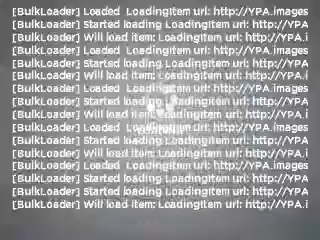 [BulkLoader] Loaded LoadingItem url: http://YPA.images
[BulkLoader] Started loading LoadingItem url: http://YPA
[BulkLoader] Will load item: LoadingItem url: http://YPA.i
[BulkLoader] Loaded LoadingItem url: http://YPA.images
[BulkLoader] Started loading LoadingItem url: http://YPA
[BulkLoader] Will load item: LoadingItem url: http://YPA.i
[BulkLoader] Loaded LoadingItem url: http://YPA.images
[BulkLoader] Started loading LoadingItem url: http://YPA
[BulkLoader] Will load item: LoadingItem url: http://YPA.i
[BulkLoader] Loaded LoadingItem url: http://YPA.images
[BulkLoader] Started loading LoadingItem url: http://YPA
[BulkLoader] Will load item: LoadingItem url: http://YPA.i
[BulkLoader] Loaded LoadingItem url: http://YPA.images
[BulkLoader] Started loading LoadingItem url: http://YPA
[BulkLoader] Will load item: LoadingItem url: http://YPA.i